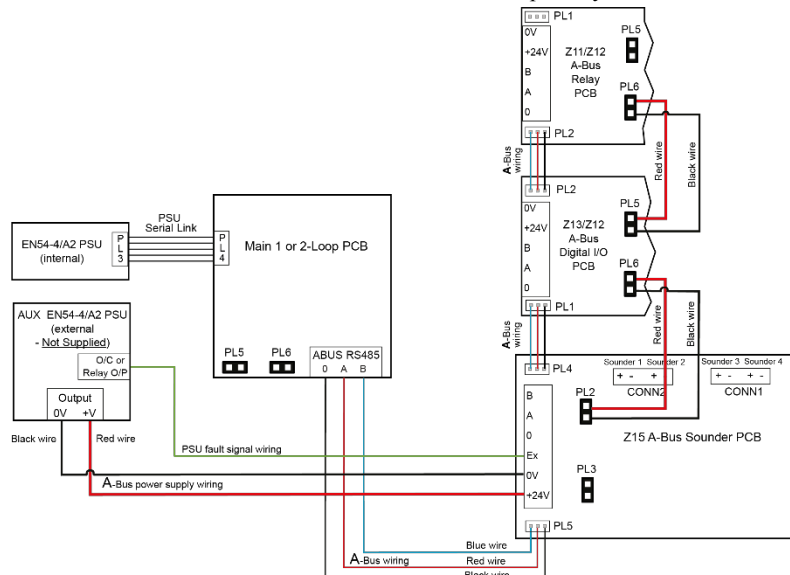 PL1
0V
+24V
B
A
0
Z11/Z12
A-Bus
Relay
PCB
PL5
PL6
PL2
A-Bus
wiring
Red wire
Black wire
PL2
0V
+24V
B
A
0
Z13/Z12
A-Bus
Digital I/O
PCB
PL5
PL6
PL1
A-Bus
wiring
Red wire
Black wire
EN54-4/A2 PSU
(internal)
PL3
PSU
Serial Link
PL4
Main 1 or 2-Loop PCB
PL5
PL6
ABUS RS485
0 A B
AUX EN54-4/A2 PSU
(external
- Not Supplied)
O/C or
Relay O/P
Output
0V +V
Black wire
Red wire
PSU fault signal wiring
A-Bus power supply wiring
PL4
B
A
0
Ex
0V
+24V
Sounder 1 Sounder 2
+ - +
CONN2
Sounder 3 Sounder 4
+ - + -
CONN1
PL2
Z15 A-Bus Sounder PCB
PL3
PL5
Blue wire
A-Bus wiring
Red wire
Black wire